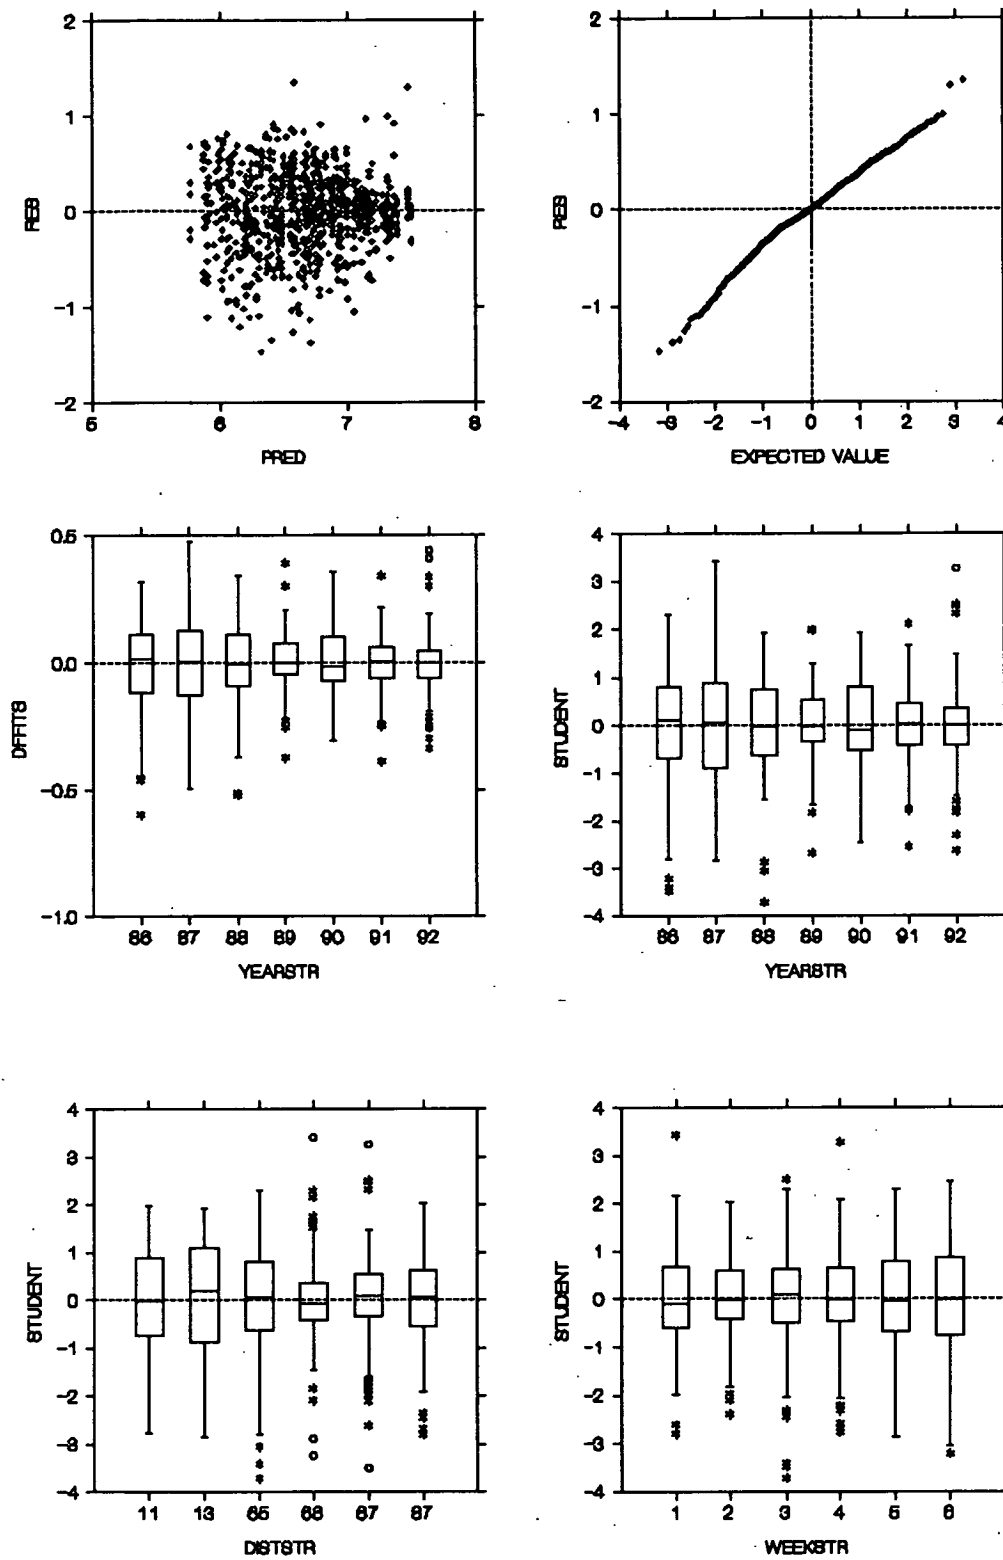 2
1
0
-1
-2
RES
5 6 7 8
PRED
2
1
0
-1
-2
RES
-4 -3 -2 -1 0 1 2 3 4
EXPECTED VALUE
0.5
0.0
-0.5
-1.0
DFFITS
86 87 88 89 90 91 92
YEARSTR
4
3
2
1
0
-1
-2
-3
-4
STUDENT
86 87 88 89 90 91 92
YEARSTR
4
3
2
1
0
-1
-2
-3
-4
STUDENT
11 13 65 68 67 87
DISTSTR
4
3
2
1
0
-1
-2
-3
-4
STUDENT
1 2 3 4 5 6
WEEKSTR